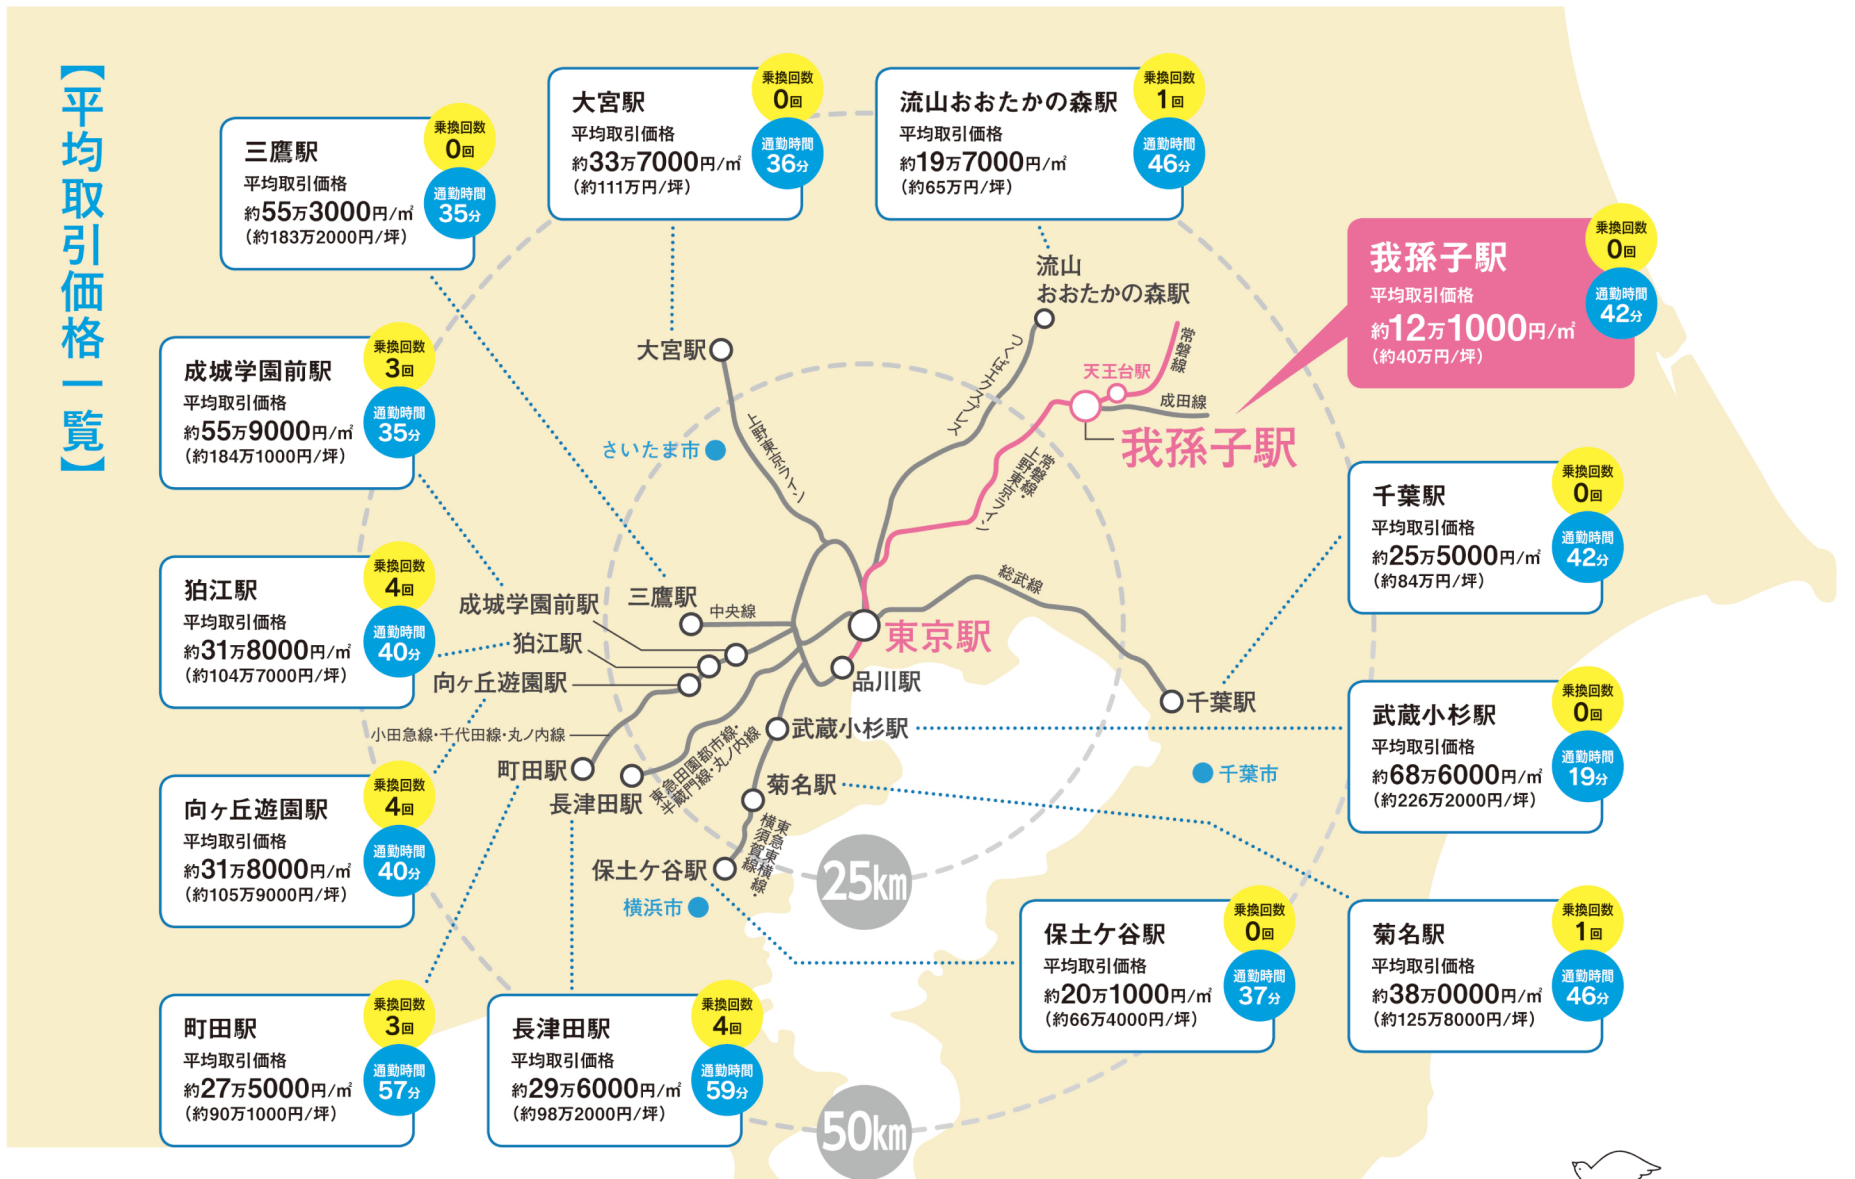 【平均取引価格一覧】
三鷹駅
平均取引価格
約55万3000円/㎡
(約183万2000円/坪)
乗換回数
0回
通勤時間
35分
大宮駅
平均取引価格
約33万7000円/㎡
(約111万円/坪)
乗換回数
0回
通勤時間
36分
流山おおたかの森駅
平均取引価格
約19万7000円/㎡
(約65万円/坪)
乗換回数
1回
通勤時間
46分
我孫子駅
平均取引価格
約12万1000円/㎡
(約40万円/坪)
乗換回数
0回
通勤時間
42分
成城学園前駅
平均取引価格
約55万9000円/㎡
(約184万1000円/坪)
乗換回数
3回
通勤時間
35分
千葉駅
平均取引価格
約25万5000円/㎡
(約84万円/坪)
乗換回数
0回
通勤時間
42分
狛江駅
平均取引価格
約31万8000円/㎡
(約104万7000円/坪)
乗換回数
4回
通勤時間
40分
武蔵小杉駅
平均取引価格
約68万6000円/㎡
(約226万2000円/坪)
乗換回数
0回
通勤時間
19分
向ヶ丘遊園駅
平均取引価格
約31万8000円/㎡
(約105万9000円/坪)
乗換回数
4回
通勤時間
40分
保土ケ谷駅
平均取引価格
約20万1000円/㎡
(約66万4000円/坪)
乗換回数
0回
通勤時間
37分
菊名駅
平均取引価格
約38万0000円/㎡
(約125万8000円/坪)
乗換回数
1回
通勤時間
46分
町田駅
平均取引価格
約27万5000円/㎡
(約90万1000円/坪)
乗換回数
3回
通勤時間
57分
長津田駅
平均取引価格
約29万6000円/㎡
(約98万2000円/坪)
乗換回数
4回
通勤時間
59分
流山
おおたかの森駅
大宮駅
つくばエクスプレス
常磐線
天王台駅
成田線
我孫子駅
さいたま市
上野東京ライン
常磐線・
上野東京ライン
総武線
成城学園前駅
三鷹駅
中央線
狛江駅
東京駅
向ヶ丘遊園駅
品川駅
千葉駅
小田急線・千代田線・丸ノ内線
武蔵小杉駅
町田駅
東急田園都市線・
半蔵門線・丸ノ内線
長津田駅
菊名駅
千葉市
東急東横線・
横須賀線
保土ケ谷駅
横浜市
25km
50km